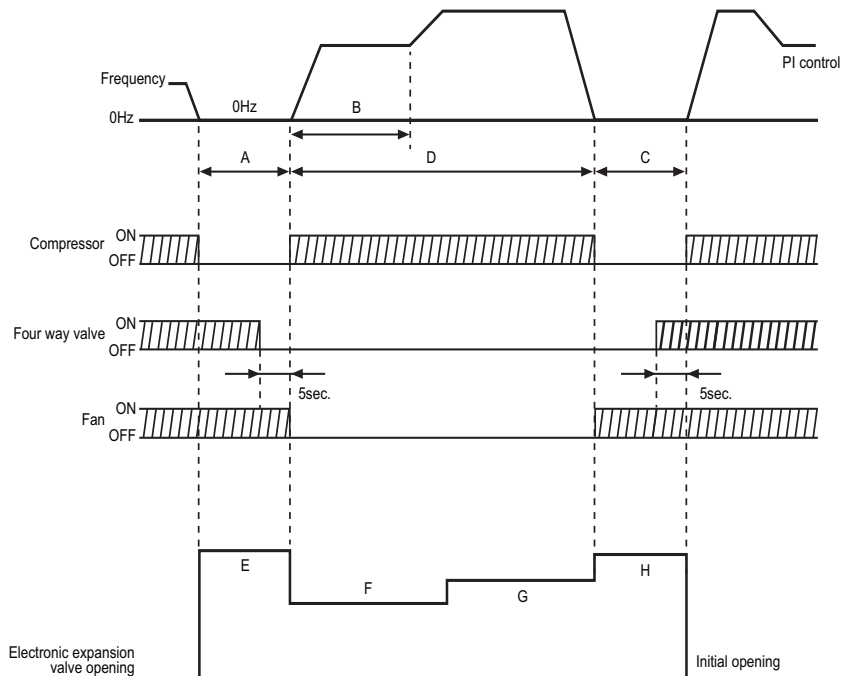 Frequency
0Hz
0Hz
PI control
B
A
D
C
Compressor
ON
OFF
Four way valve
ON
OFF
5sec.
5sec.
Fan
ON
OFF
E
F
G
H
Electronic expansion
valve opening
Initial opening